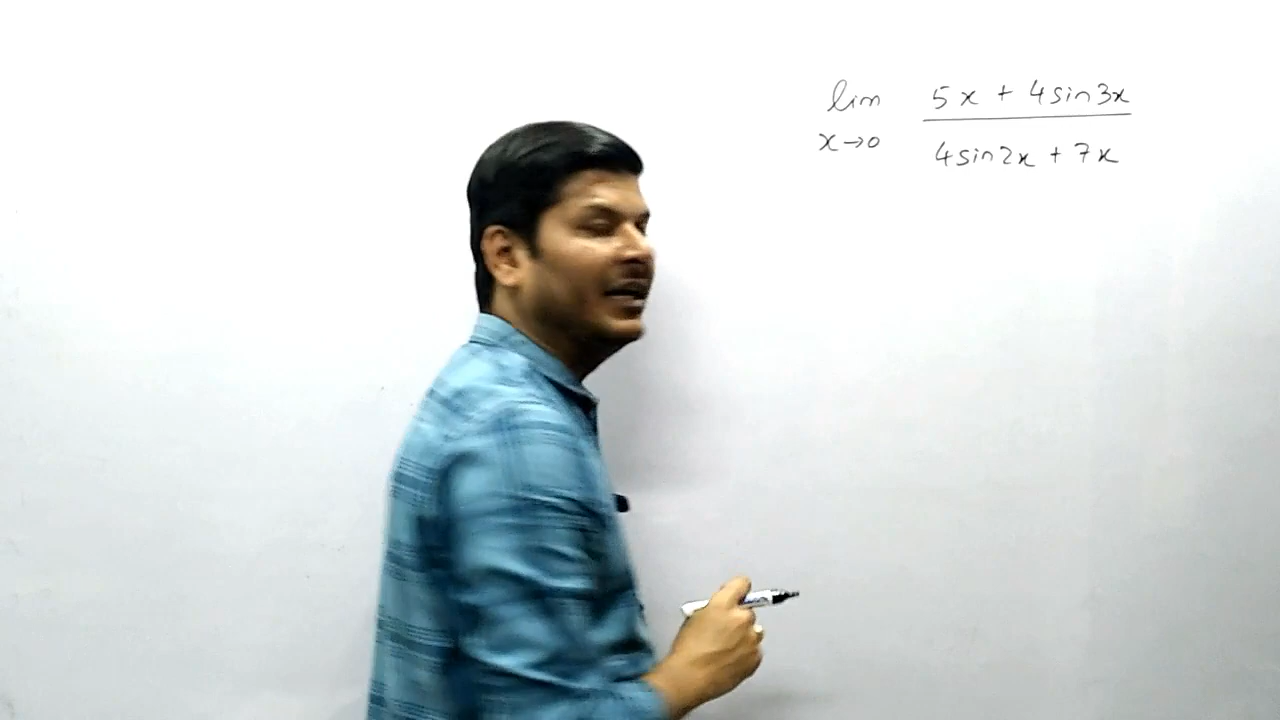 lim 5x + 4sin3x
x→0 4sin2x + 7x